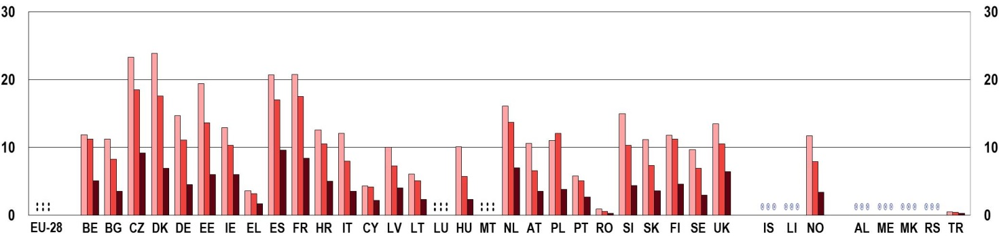 30 30
20 20
10 10
: : :
: : :
: : :
0 0
EU-28 BE BG CZ DK DE EE IE EL ES FR HR IT CY LV LT LU HU MT NL AT PL PT RO SI SK FI SE UK IS LI NO AL ME MK RS TR